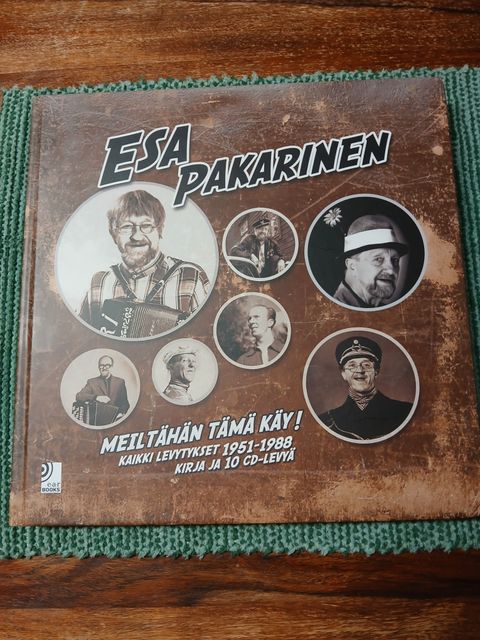 ESA
PAKARINEN
MEILTÄHÄN TÄMÄ KÄY!
KAIKKI LEVYTYKSET 1951-1988
KIRJA JA 10 CD-LEVYÄ
ear
BOOKS